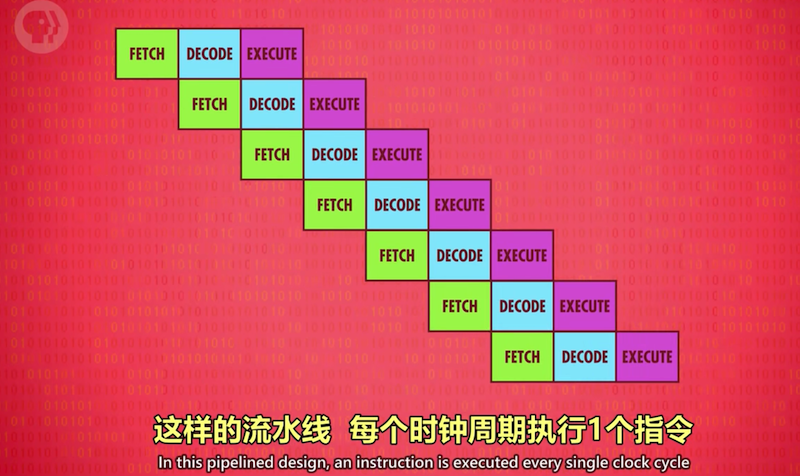 FETCH DECODE EXECUTE
FETCH DECODE EXECUTE
FETCH DECODE EXECUTE
FETCH DECODE EXECUTE
FETCH DECODE EXECUTE
FETCH DECODE EXECUTE
FETCH DECODE EXECUTE
这样的流水线 每个时钟周期执行1个指令
In this pipelined design, an instruction is executed every single clock cycle